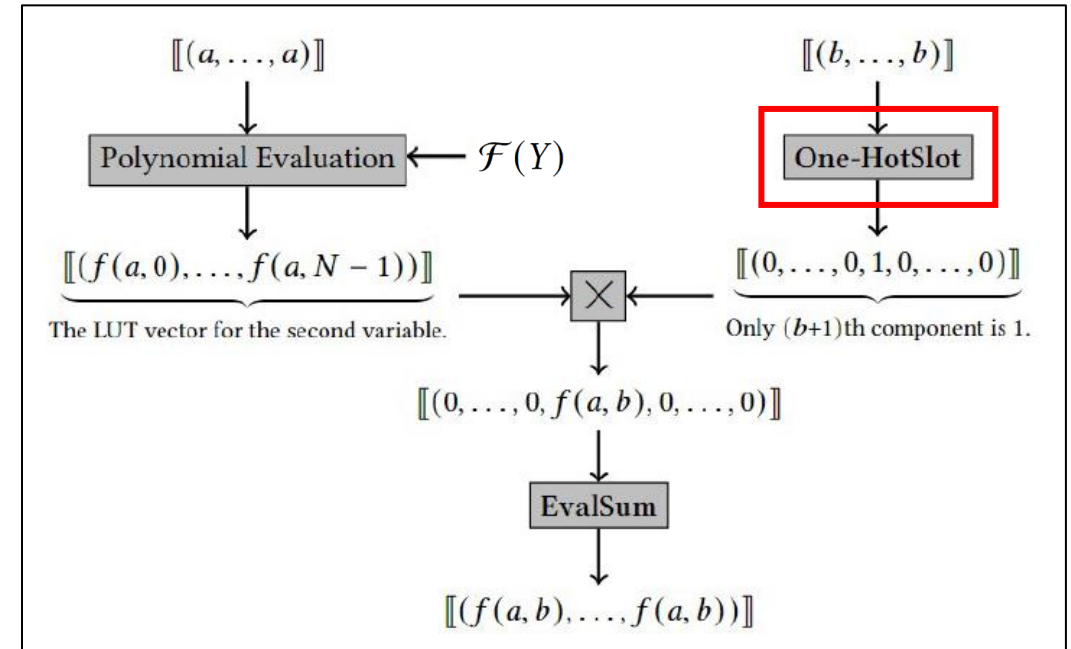 ⟦(a, . . . , a)⟧
⟦(b, . . . , b)⟧
Polynomial Evaluation
ℱ(Y)
One-HotSlot
⟦(f(a, 0), . . . , f(a, N − 1))⟧
⟦(0, . . . , 0, 1, 0, . . . , 0)⟧
×
The LUT vector for the second variable.
Only (b+1)th component is 1.
⟦(0, . . . , 0, f(a, b), 0, . . . , 0)⟧
EvalSum
⟦(f(a, b), . . . , f(a, b))⟧